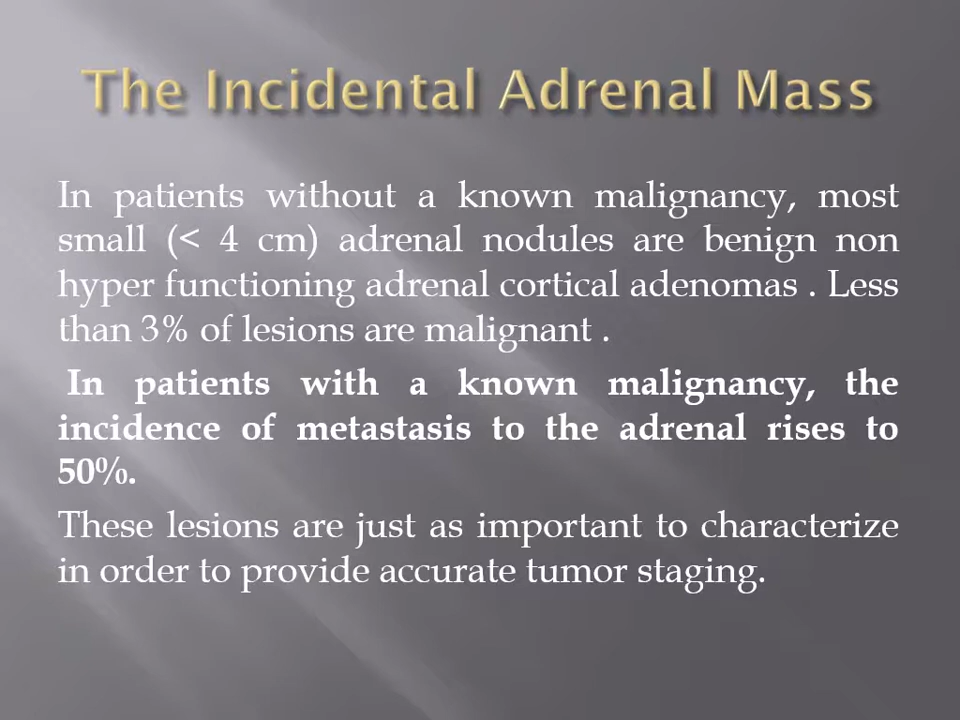 The Incidental Adrenal Mass
In patients without a known malignancy, most
small (< 4 cm) adrenal nodules are benign non
hyper functioning adrenal cortical adenomas . Less
than 3% of lesions are malignant .
In patients with a known malignancy, the
incidence of metastasis to the adrenal rises to
50%.
These lesions are just as important to characterize
in order to provide accurate tumor staging.